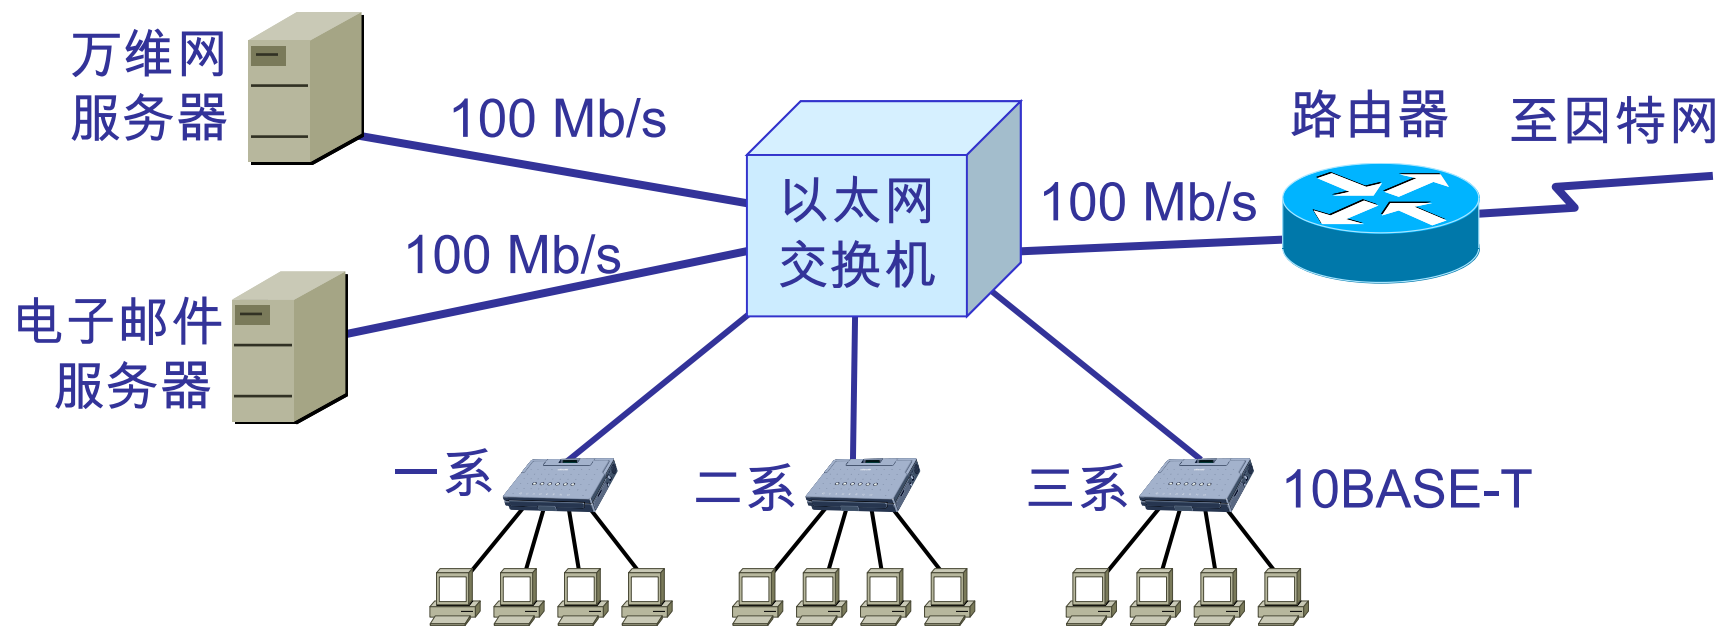 万维网
服务器
100 Mb/s
路由器
至因特网
以太网
交换机
100 Mb/s
100 Mb/s
电子邮件
服务器
一系
二系
三系
10BASE-T